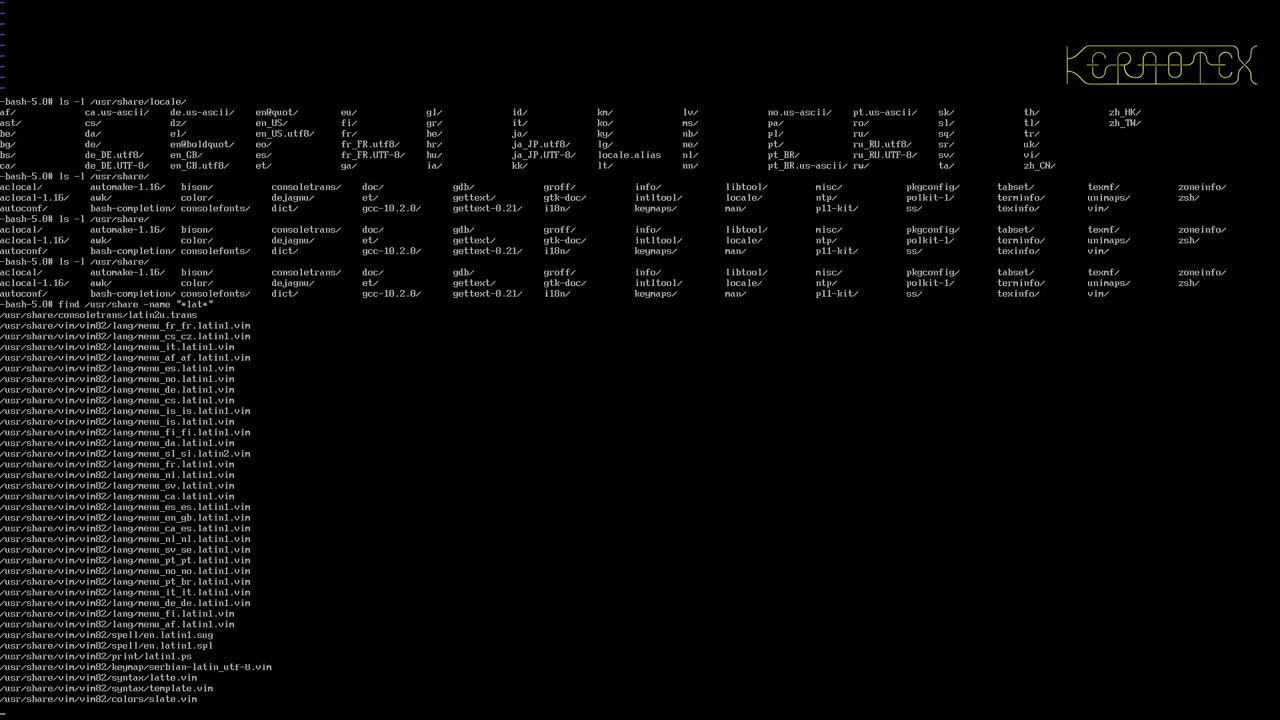 KERNOTEX
-bash-5.0# ls -l /usr/share/locale/
af/ ca.us-ascii/ de.us-ascii/ en@quot/ eu/ gl/ id/ km/ lv/ no.us-ascii/ pt.us-ascii/ sk/ th/ zh_HK/
ast/ cs/ dz/ en_US/ fi/ gr/ it/ ko/ ms/ pa/ ro/ sl/ tl/ zh_TW/
be/ da/ el/ en_US.utf8/ fr/ he/ ja/ ky/ nb/ pl/ ru/ sq/ tr/
bg/ de/ en@boldquot/ eo/ fr_FR.utf8/ hr/ ja_JP.utf8/ lg/ ne/ pt/ ru_RU.utf8/ sr/ uk/
bs/ de_DE.utf8/ en_GB/ es/ fr_FR.UTF-8/ hu/ ja_JP.UTF-8/ locale.alias nl/ pt_BR/ ru_RU.UTF-8/ sv/ vi/
ca/ de_DE.UTF-8/ en_GB.utf8/ et/ ga/ ia/ kk/ lt/ nn/ pt_BR.us-ascii/ rw/ ta/ zh_CN/
-bash-5.0# ls -l /usr/share/
aclocal/ automake-1.16/ bison/ consoletrans/ doc/ gdb/ groff/ info/ libtool/ misc/ pkgconfig/ tabset/ texmf/ zoneinfo/
aclocal-1.16/ awk/ color/ dejagnu/ et/ gettext/ gtk-doc/ intltool/ locale/ ntp/ polkit-1/ terminfo/ unimaps/ zsh/
autoconf/ bash-completion/ consolefonts/ dict/ gcc-10.2.0/ gettext-0.21/ i18n/ keymaps/ man/ p11-kit/ ss/ texinfo/ vim/
-bash-5.0# ls -l /usr/share/
aclocal/ automake-1.16/ bison/ consoletrans/ doc/ gdb/ groff/ info/ libtool/ misc/ pkgconfig/ tabset/ texmf/ zoneinfo/
aclocal-1.16/ awk/ color/ dejagnu/ et/ gettext/ gtk-doc/ intltool/ locale/ ntp/ polkit-1/ terminfo/ unimaps/ zsh/
autoconf/ bash-completion/ consolefonts/ dict/ gcc-10.2.0/ gettext-0.21/ i18n/ keymaps/ man/ p11-kit/ ss/ texinfo/ vim/
-bash-5.0# ls -l /usr/share/
aclocal/ automake-1.16/ bison/ consoletrans/ doc/ gdb/ groff/ info/ libtool/ misc/ pkgconfig/ tabset/ texmf/ zoneinfo/
aclocal-1.16/ awk/ color/ dejagnu/ et/ gettext/ gtk-doc/ intltool/ locale/ ntp/ polkit-1/ terminfo/ unimaps/ zsh/
autoconf/ bash-completion/ consolefonts/ dict/ gcc-10.2.0/ gettext-0.21/ i18n/ keymaps/ man/ p11-kit/ ss/ texinfo/ vim/
-bash-5.0# find /usr/share -name "*lat*"
/usr/share/consoletrans/latin2u.trans
/usr/share/vim/vim82/lang/menu_fr_fr.latin1.vim
/usr/share/vim/vim82/lang/menu_cs_cz.latin1.vim
/usr/share/vim/vim82/lang/menu_it.latin1.vim
/usr/share/vim/vim82/lang/menu_af_af.latin1.vim
/usr/share/vim/vim82/lang/menu_es.latin1.vim
/usr/share/vim/vim82/lang/menu_no.latin1.vim
/usr/share/vim/vim82/lang/menu_de.latin1.vim
/usr/share/vim/vim82/lang/menu_cs.latin1.vim
/usr/share/vim/vim82/lang/menu_is_is.latin1.vim
/usr/share/vim/vim82/lang/menu_is.latin1.vim
/usr/share/vim/vim82/lang/menu_fi_fi.latin1.vim
/usr/share/vim/vim82/lang/menu_da.latin1.vim
/usr/share/vim/vim82/lang/menu_sl_si.latin2.vim
/usr/share/vim/vim82/lang/menu_fr.latin1.vim
/usr/share/vim/vim82/lang/menu_nl.latin1.vim
/usr/share/vim/vim82/lang/menu_sv.latin1.vim
/usr/share/vim/vim82/lang/menu_ca.latin1.vim
/usr/share/vim/vim82/lang/menu_es_es.latin1.vim
/usr/share/vim/vim82/lang/menu_en_gb.latin1.vim
/usr/share/vim/vim82/lang/menu_ca_es.latin1.vim
/usr/share/vim/vim82/lang/menu_nl_nl.latin1.vim
/usr/share/vim/vim82/lang/menu_sv_se.latin1.vim
/usr/share/vim/vim82/lang/menu_pt_pt.latin1.vim
/usr/share/vim/vim82/lang/menu_no_no.latin1.vim
/usr/share/vim/vim82/lang/menu_pt_br.latin1.vim
/usr/share/vim/vim82/lang/menu_it_it.latin1.vim
/usr/share/vim/vim82/lang/menu_de_de.latin1.vim
/usr/share/vim/vim82/lang/menu_fi.latin1.vim
/usr/share/vim/vim82/lang/menu_af.latin1.vim
/usr/share/vim/vim82/spell/en.latin1.sug
/usr/share/vim/vim82/spell/en.latin1.spl
/usr/share/vim/vim82/print/latin1.ps
/usr/share/vim/vim82/keymap/serbian-latin_utf-8.vim
/usr/share/vim/vim82/syntax/latte.vim
/usr/share/vim/vim82/syntax/template.vim
/usr/share/vim/vim82/colors/slate.vim